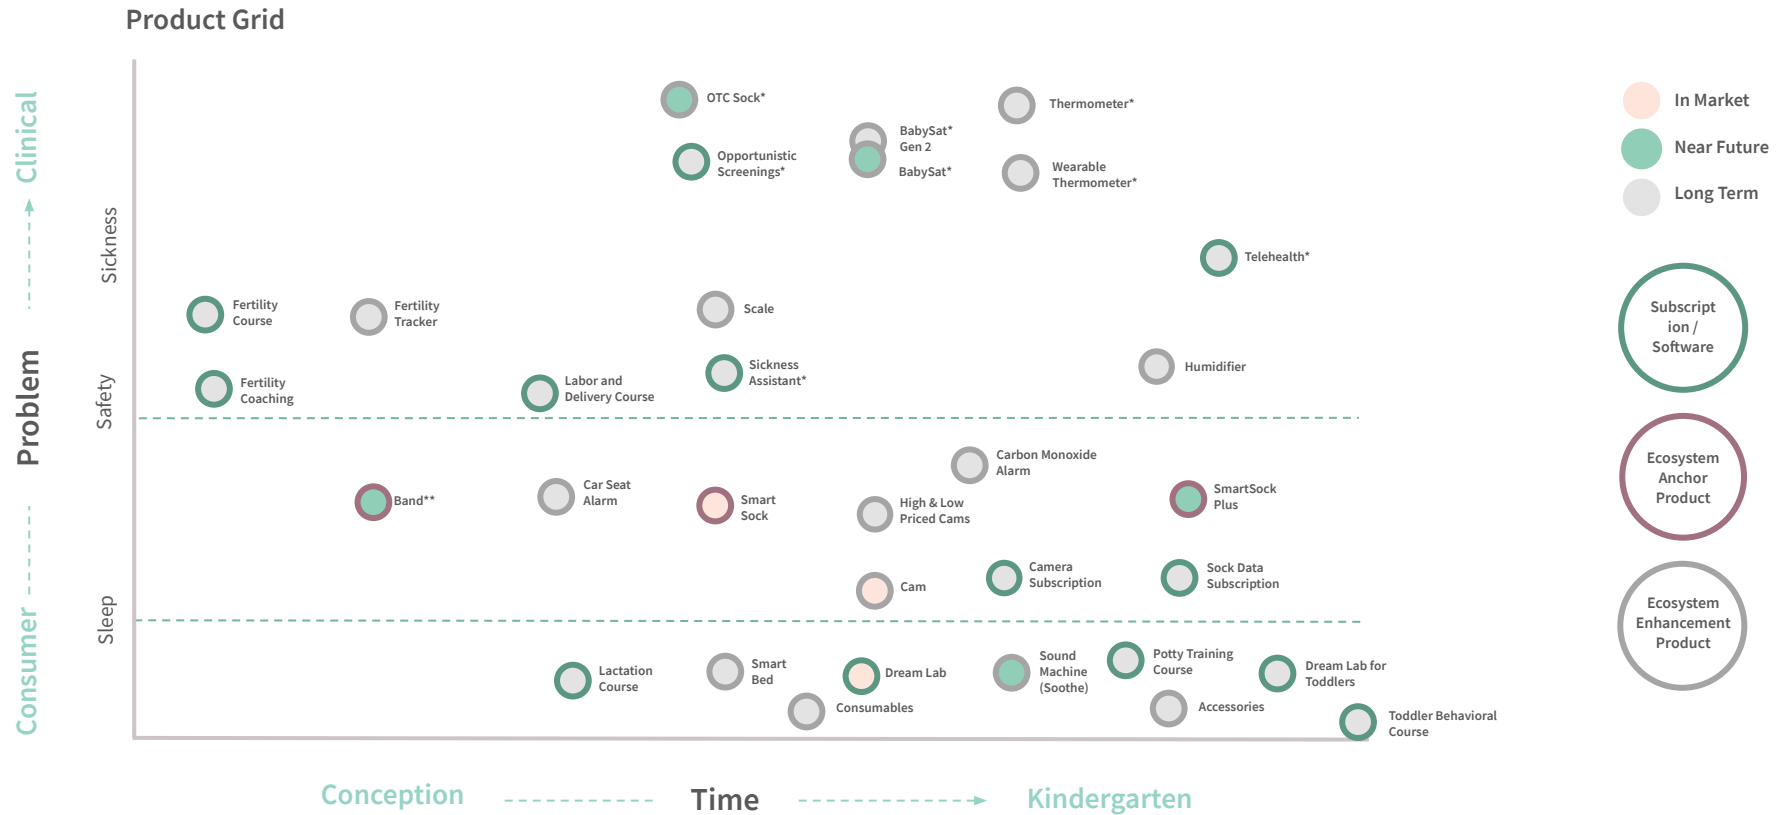 Product Grid
Clinical
Problem
Consumer
Sickness
Safety
Sleep
OTC Sock*
Opportunistic
Screenings*
BabySat*
Gen 2
BabySat*
Thermometer*
Wearable
Thermometer*
Telehealth*
Fertility
Course
Fertility
Tracker
Scale
Fertility
Coaching
Labor and
Delivery Course
Sickness
Assistant*
Humidifier
Carbon Monoxide
Alarm
Band**
Car Seat
Alarm
Smart
Sock
High & Low
Priced Cams
SmartSock
Plus
Cam
Camera
Subscription
Sock Data
Subscription
Lactation
Course
Smart
Bed
Dream Lab
Sound
Machine
(Soothe)
Potty Training
Course
Dream Lab for
Toddlers
Consumables
Accessories
Toddler Behavioral
Course
Conception
Time
Kindergarten
In Market
Near Future
Long Term
Subscript
ion /
Software
Ecosystem
Anchor
Product
Ecosystem
Enhancement
Product